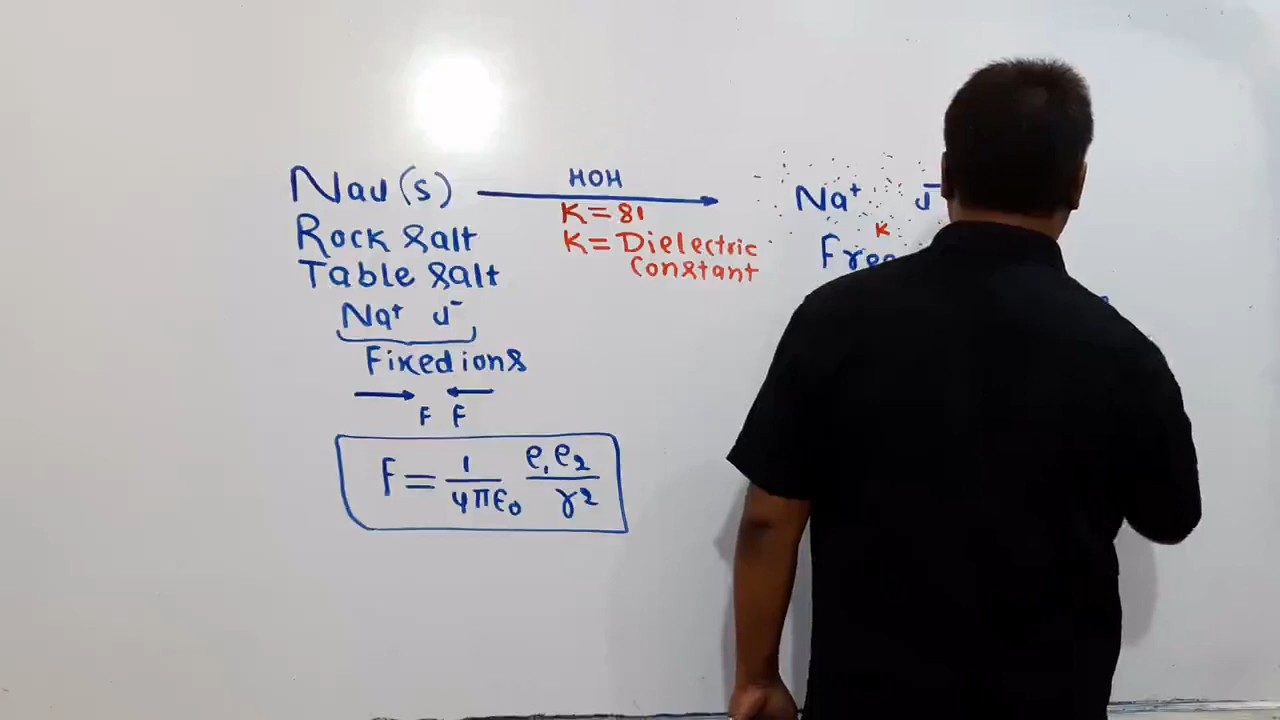 NaCl(s) HOH Na⁺ Cl⁻
Rock Salt K = 81 K
Table Salt K = Dielectric Constant
Na⁺ Cl⁻
Fixed ions
F F
F = 1/4πε₀ e₁e₂/r²